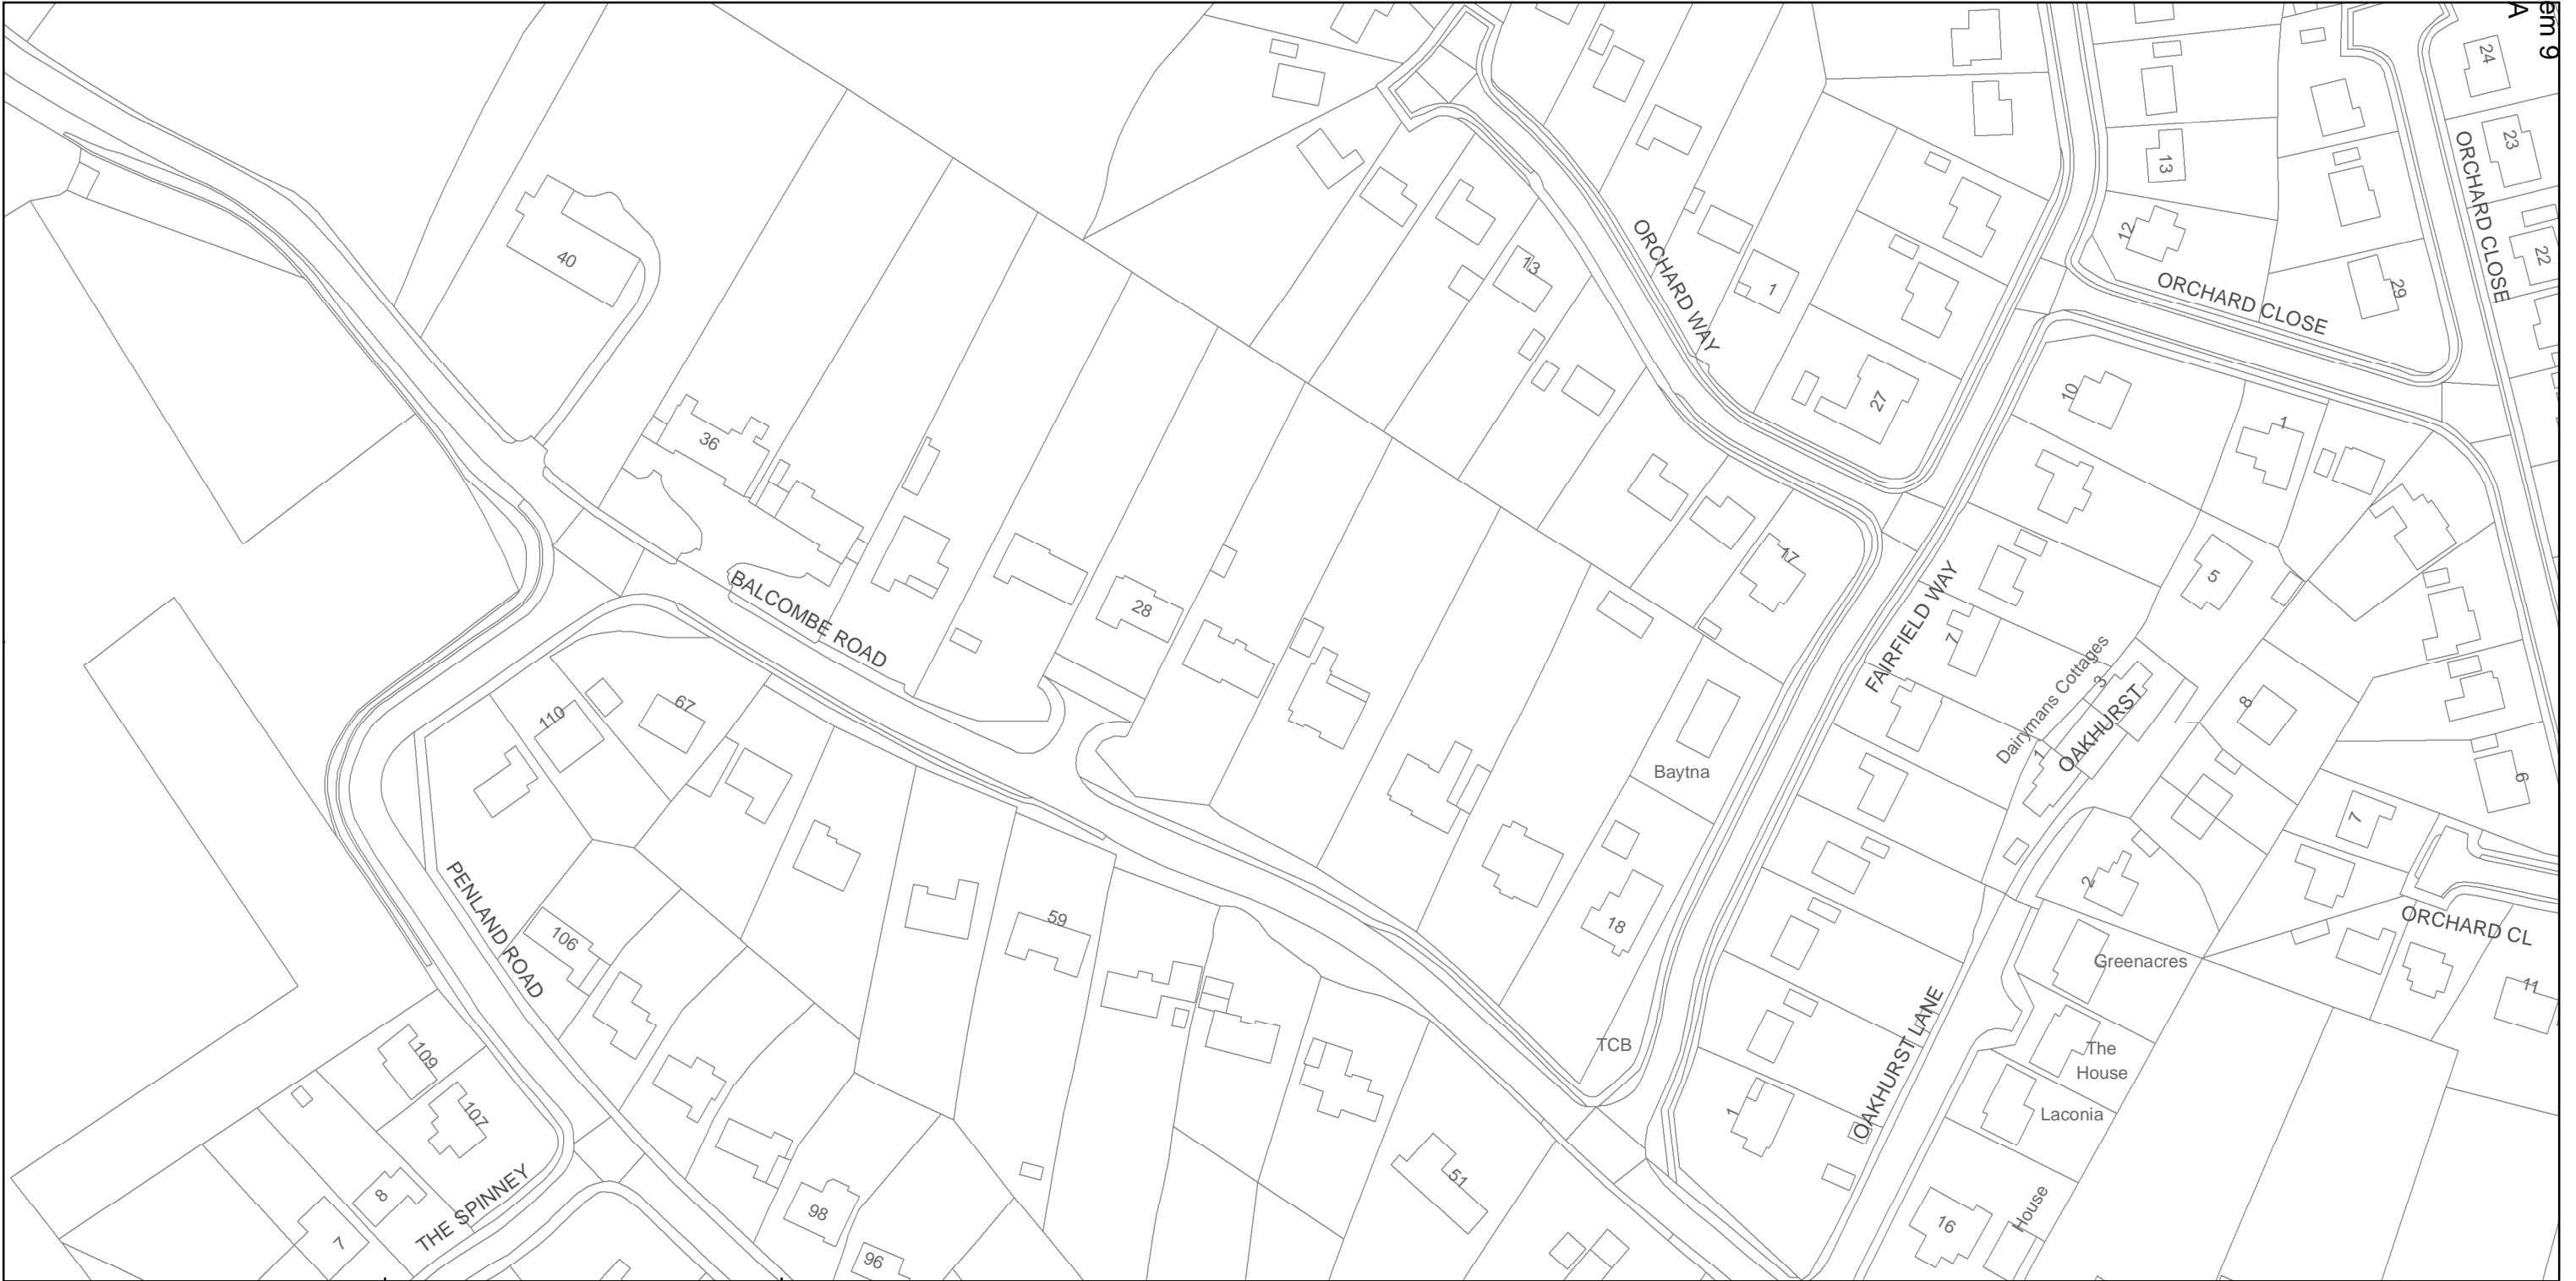 em 9
A
24
23
22
ORCHARD CLOSE
13
12
ORCHARD CLOSE
29
40
13
ORCHARD WAY
1
27
10
1
36
5
17
BALCOMBE ROAD
28
FAIRFIELD WAY
7
Dairymans Cottages
3
1
OAKHURST
8
110
67
Baytna
6
7
PENLAND ROAD
106
59
18
2
ORCHARD CL
Greenacres
11
OAKHURST LANE
TCB
The
House
109
107
1
Laconia
51
8
THE SPINNEY
7
98
96
16
House